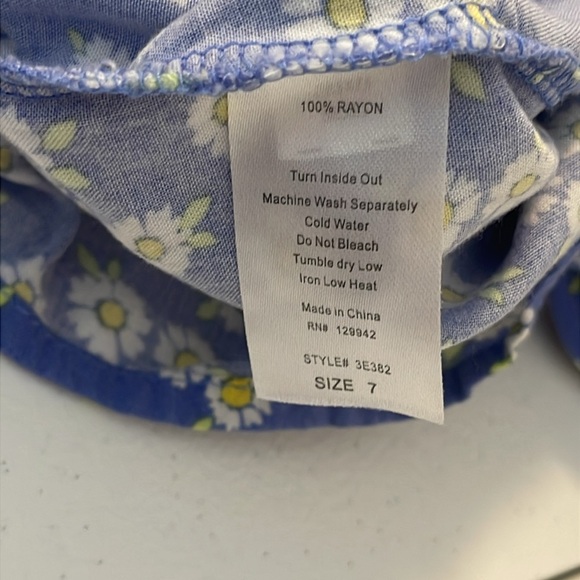 100% RAYON
Turn Inside Out
Machine Wash Separately
Cold Water
Do Not Bleach
Tumble dry Low
Iron Low Heat
Made in China
RN# 129942
STYLE# 3E382
SIZE 7